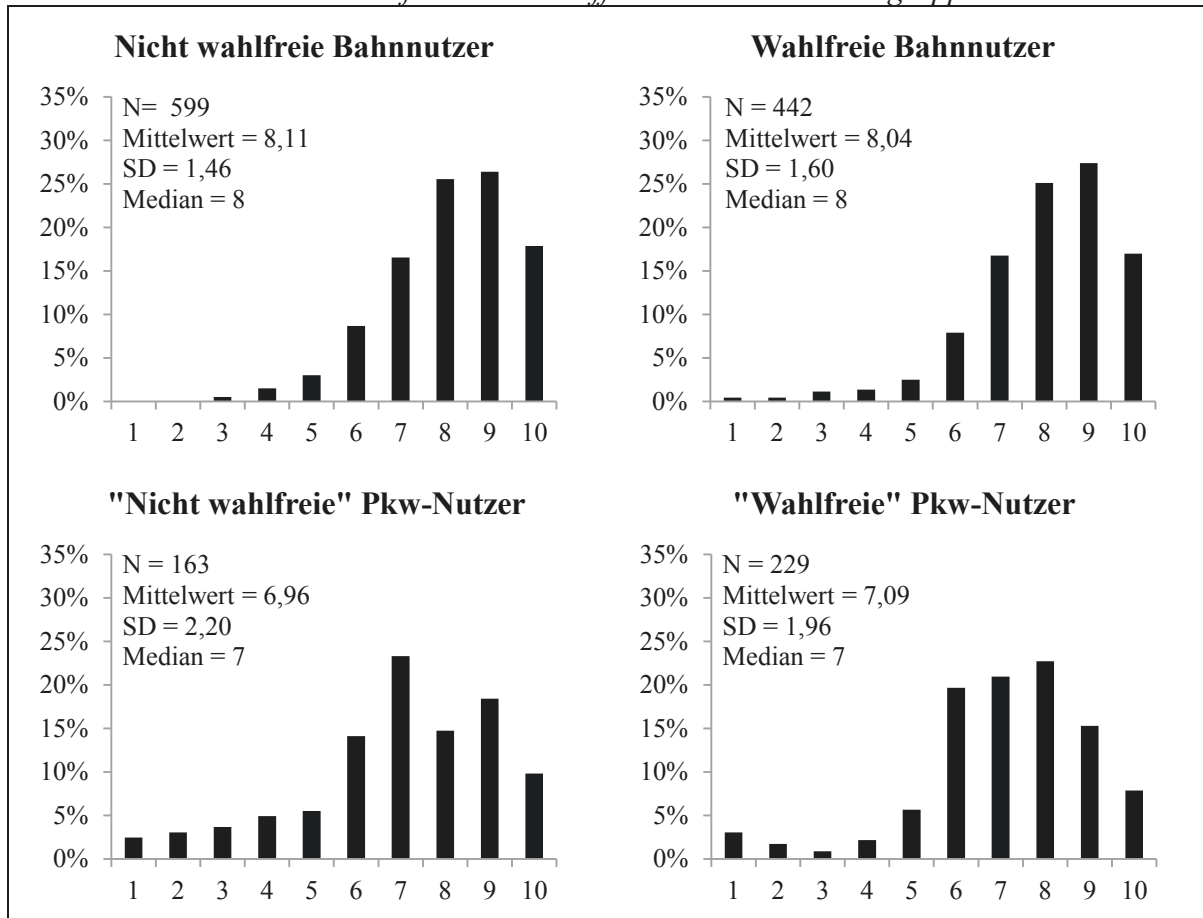 Nicht wahlfreie Bahnnutzer
35%
30%
25%
20%
15%
10%
5%
0%
N= 599
Mittelwert = 8,11
SD = 1,46
Median = 8
1 2 3 4 5 6 7 8 9 10
Wahlfreie Bahnnutzer
35%
30%
25%
20%
15%
10%
5%
0%
N = 442
Mittelwert = 8,04
SD = 1,60
Median = 8
1 2 3 4 5 6 7 8 9 10
"Nicht wahlfreie" Pkw-Nutzer
35%
30%
25%
20%
15%
10%
5%
0%
N = 163
Mittelwert = 6,96
SD = 2,20
Median = 7
1 2 3 4 5 6 7 8 9 10
"Wahlfreie" Pkw-Nutzer
35%
30%
25%
20%
15%
10%
5%
0%
N = 229
Mittelwert = 7,09
SD = 1,96
Median = 7
1 2 3 4 5 6 7 8 9 10